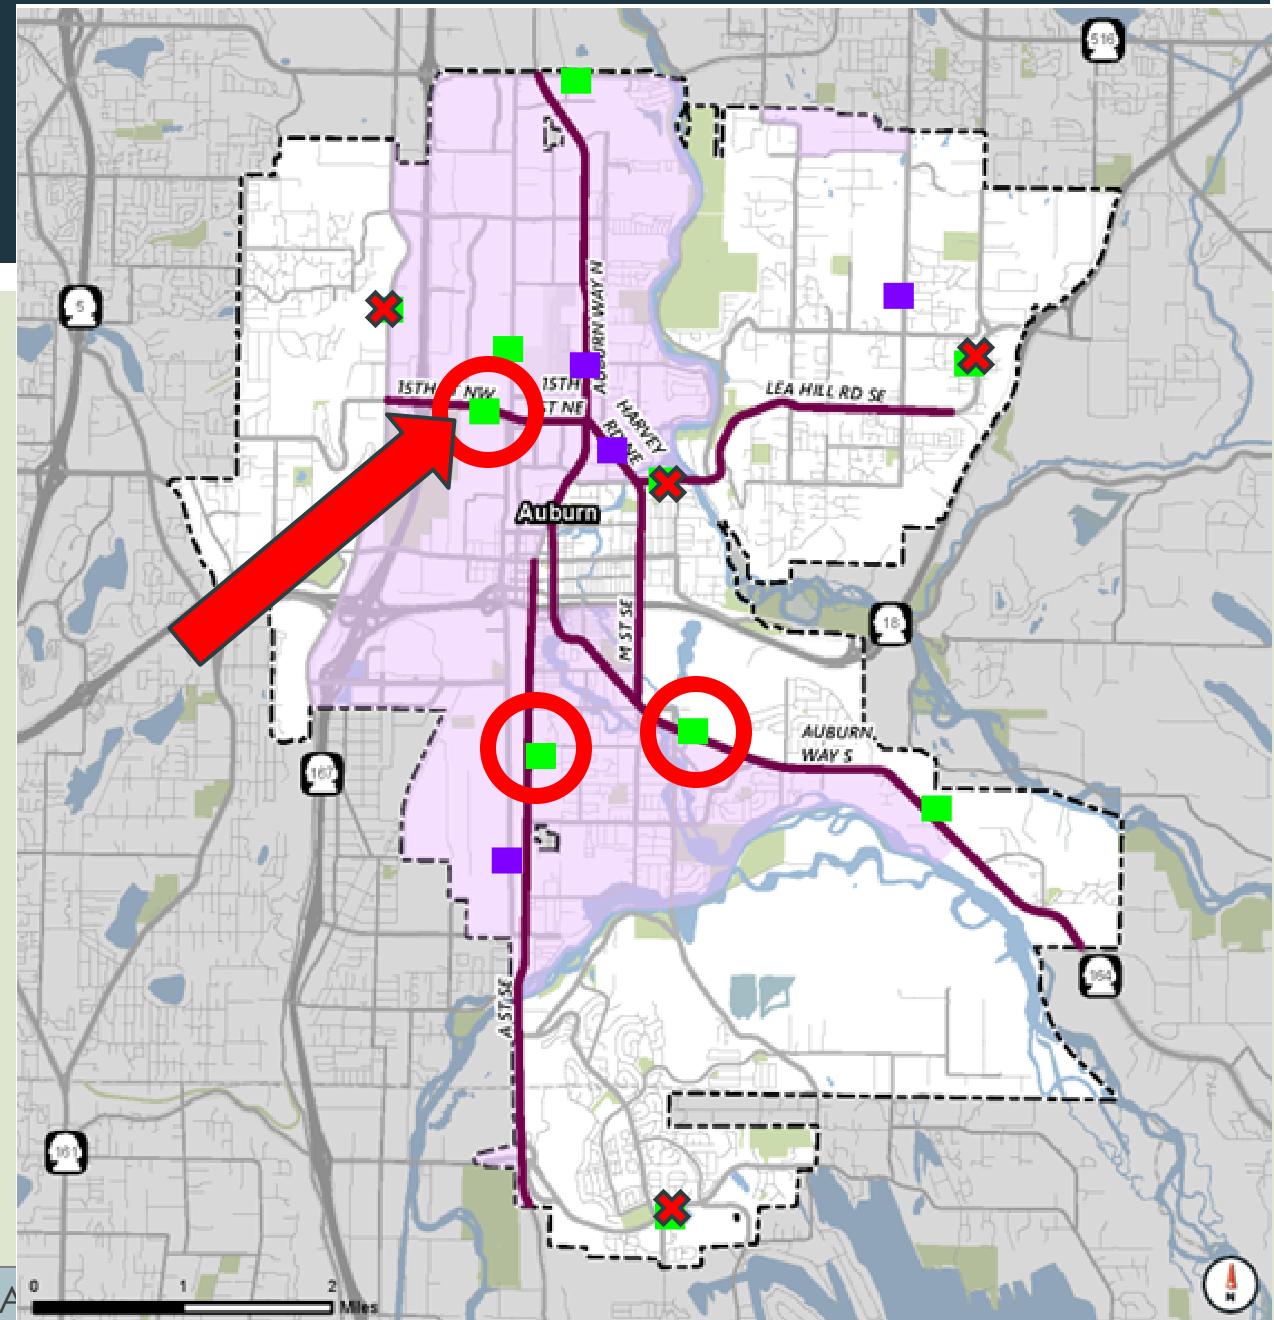 516
5
AUBURN WAY N
15TH ST NW
15TH
ST NE
HARVEY
RD NE
LEA HILL RD SE
Auburn
18
M ST SE
AUBURN
WAY S
167
A ST SE
164
161
0 1 2
Miles
N
A